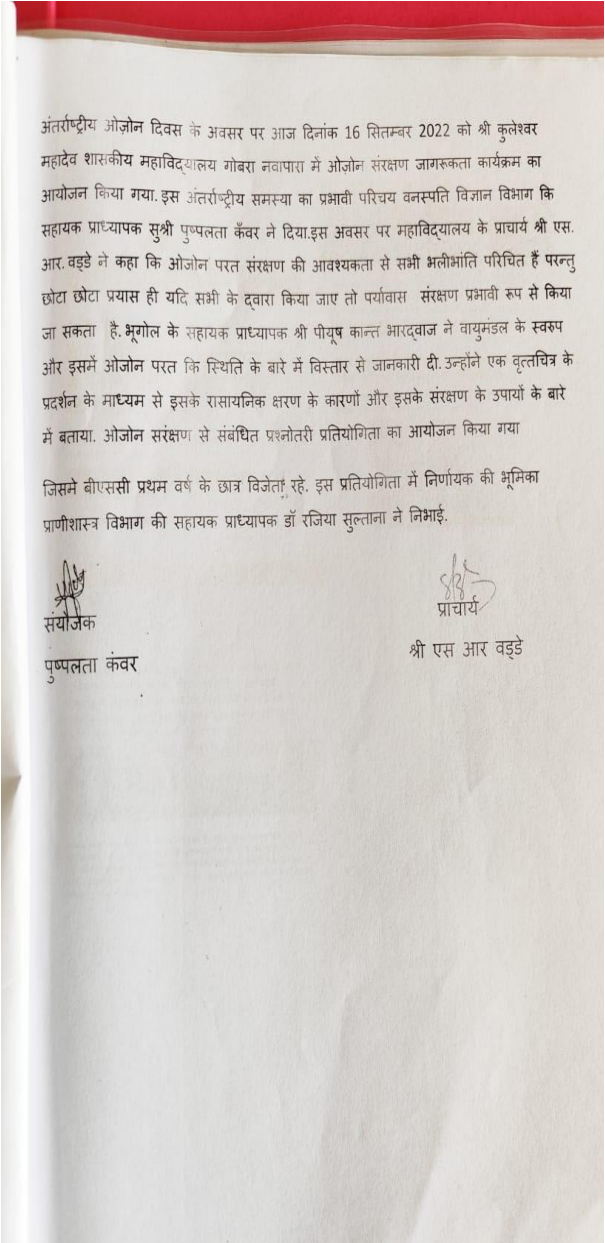 अंतर्राष्ट्रीय ओज़ोन दिवस के अवसर पर आज दिनांक 16 सितम्बर 2022 को श्री कुलेश्वर
महादेव शासकीय महाविद्यालय गोबरा नवापारा में ओज़ोन संरक्षण जागरूकता कार्यक्रम का
आयोजन किया गया. इस अंतर्राष्ट्रीय समस्या का प्रभावी परिचय वनस्पति विज्ञान विभाग कि
सहायक प्राध्यापक सुश्री पुष्पलता कँवर ने दिया.इस अवसर पर महाविद्यालय के प्राचार्य श्री एस.
आर. वड्डे ने कहा कि ओजोन परत संरक्षण की आवश्यकता से सभी भलीभांति परिचित हैं परन्तु
छोटा छोटा प्रयास ही यदि सभी के द्वारा किया जाए तो पर्यावास संरक्षण प्रभावी रूप से किया
जा सकता है. भूगोल के सहायक प्राध्यापक श्री पीयूष कान्त भारद्वाज ने वायुमंडल के स्वरुप
और इसमें ओजोन परत कि स्थिति के बारे में विस्तार से जानकारी दी. उन्होंने एक वृत्तचित्र के
प्रदर्शन के माध्यम से इसके रासायनिक क्षरण के कारणों और इसके संरक्षण के उपायों के बारे
में बताया. ओजोन सरंक्षण से संबंधित प्रश्नोतरी प्रतियोगिता का आयोजन किया गया
जिसमे बीएससी प्रथम वर्ष के छात्र विजेता रहे. इस प्रतियोगिता में निर्णायक की भूमिका
प्राणीशास्त्र विभाग की सहायक प्राध्यापक डॉ रजिया सुल्ताना ने निभाई.
संयोजक
प्राचार्य
पुष्पलता कंवर
श्री एस आर वड्डे